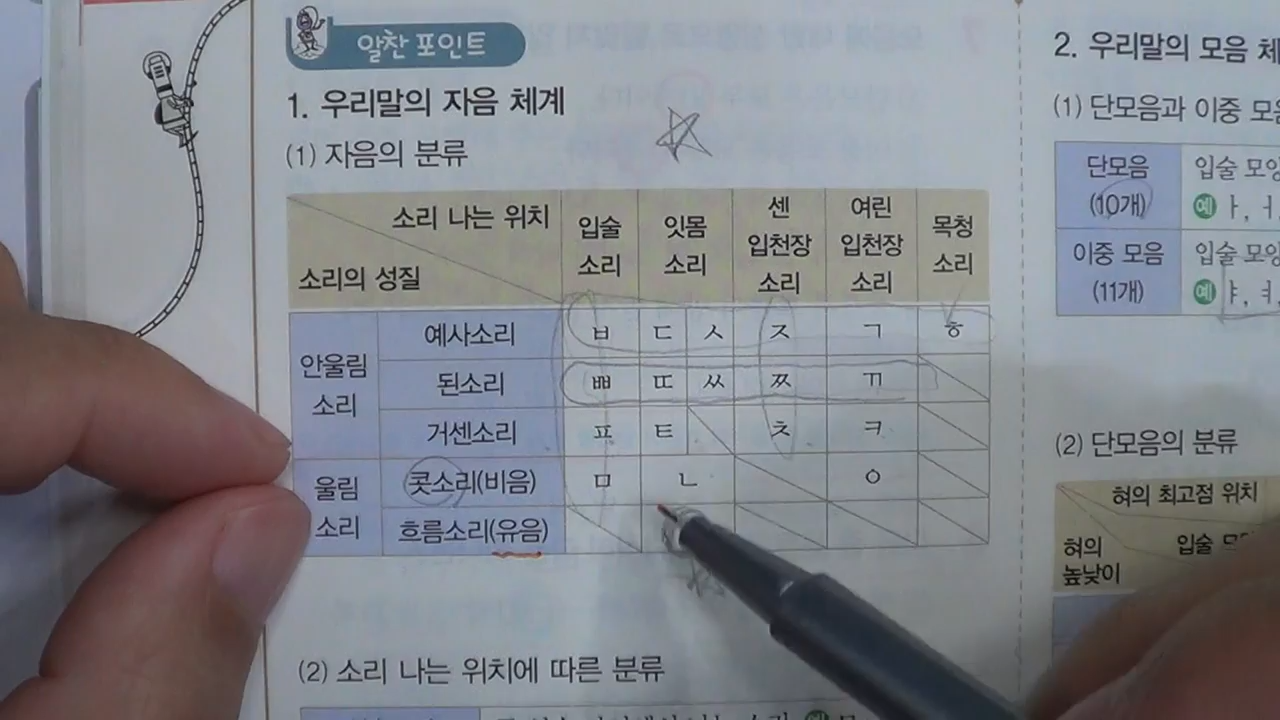 알찬 포인트
1. 우리말의 자음 체계
(1) 자음의 분류
소리 나는 위치
소리의 성질
입술 소리
잇몸 소리
센 입천장 소리
여린 입천장 소리
목청 소리
안울림 소리
예사소리 ㅂ ㄷ ㅅ ㅈ ㄱ ㅎ
된소리 ㅃ ㄸ ㅆ ㅉ ㄲ
거센소리 ㅍ ㅌ ㅊ ㅋ
울림 소리
콧소리(비음) ㅁ ㄴ ㅇ
흐름소리(유음)
(2) 소리 나는 위치에 따른 분류
2. 우리말의 모음
(1) 단모음과 이중
단모음 (10개)
입술
예 ㅏ, ㅓ
이중 모음 (11개)
입술
예 ㅑ, ㅕ
(2) 단모음의 분류
혀의 최고점 위치
혀의 높낮이
입술